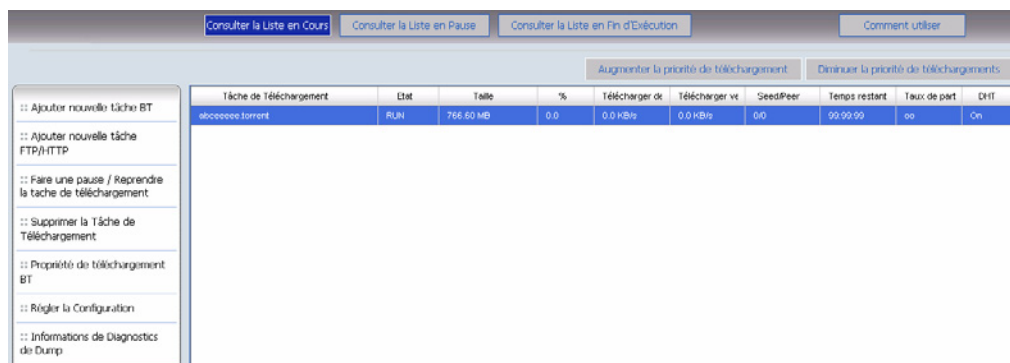 Consulter la Liste en Cours
Consulter la Liste en Pause
Consulter la Liste en Fin d'Exécution
Comment utiliser
Augmenter la priorité de téléchargement
Diminuer la priorité de téléchargements
:: Ajouter nouvelle tâche BT
:: Ajouter nouvelle tâche
FTP/HTTP
:: Faire une pause / Reprendre
la tache de téléchargement
:: Supprimer la Tâche de
Téléchargement
:: Propriété de téléchargement
BT
:: Régler la Configuration
:: Informations de Diagnostics
de Dump
Tâche de Téléchargement Etat Taille % Télécharger de Télécharger ve Seed/Peer Temps restant Taux de part DHT
abceeeee.torrent RUN 766.60 MB 0.0 0.0 KB/s 0.0 KB/s 0/0 99:99:99 oo On